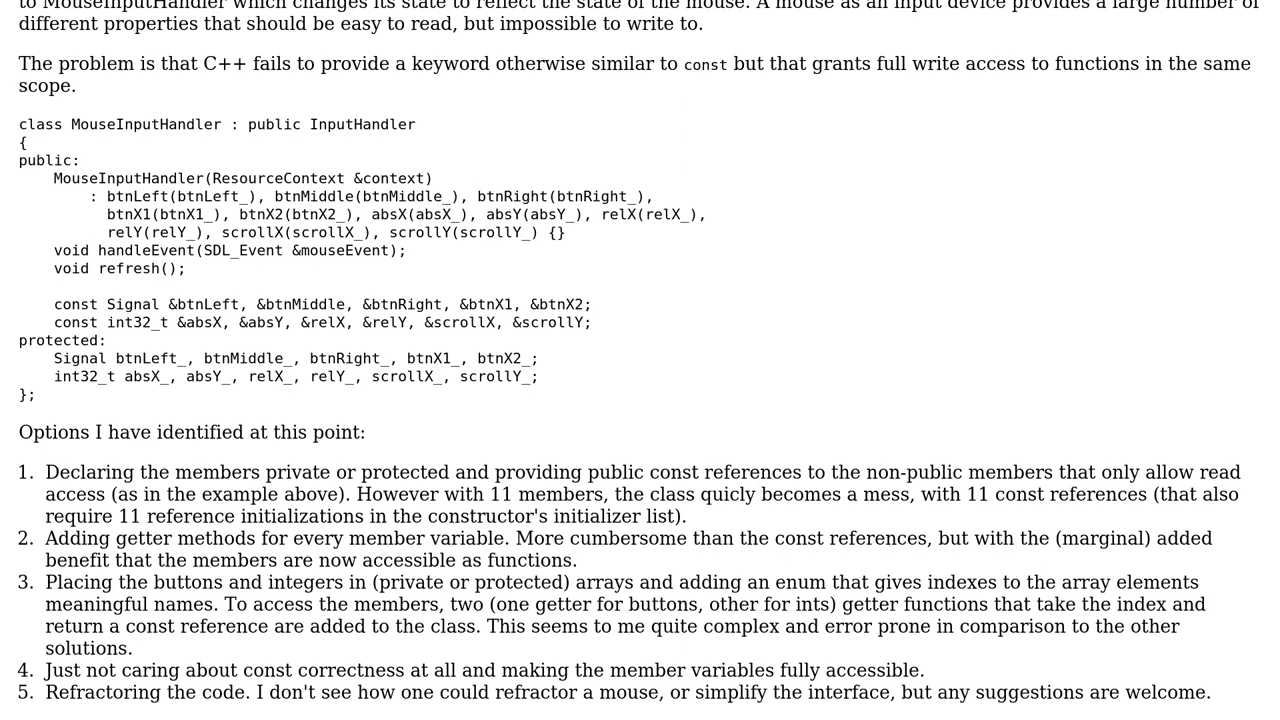 to MouseInputHandler which changes its state to reflect the state of the mouse. A mouse as an input device provides a large number of
different properties that should be easy to read, but impossible to write to.
The problem is that C++ fails to provide a keyword otherwise similar to const but that grants full write access to functions in the same
scope.
class MouseInputHandler : public InputHandler
{
public:
    MouseInputHandler(ResourceContext &context)
        : btnLeft(btnLeft_), btnMiddle(btnMiddle_), btnRight(btnRight_),
          btnX1(btnX1_), btnX2(btnX2_), absX(absX_), absY(absY_), relX(relX_),
          relY(relY_), scrollX(scrollX_), scrollY(scrollY_) {}
    void handleEvent(SDL_Event &mouseEvent);
    void refresh();
    const Signal &btnLeft, &btnMiddle, &btnRight, &btnX1, &btnX2;
    const int32_t &absX, &absY, &relX, &relY, &scrollX, &scrollY;
protected:
    Signal btnLeft_, btnMiddle_, btnRight_, btnX1_, btnX2_;
    int32_t absX_, absY_, relX_, relY_, scrollX_, scrollY_;
};
Options I have identified at this point:
1. Declaring the members private or protected and providing public const references to the non-public members that only allow read
access (as in the example above). However with 11 members, the class quicly becomes a mess, with 11 const references (that also
require 11 reference initializations in the constructor's initializer list).
2. Adding getter methods for every member variable. More cumbersome than the const references, but with the (marginal) added
benefit that the members are now accessible as functions.
3. Placing the buttons and integers in (private or protected) arrays and adding an enum that gives indexes to the array elements
meaningful names. To access the members, two (one getter for buttons, other for ints) getter functions that take the index and
return a const reference are added to the class. This seems to me quite complex and error prone in comparison to the other
solutions.
4. Just not caring about const correctness at all and making the member variables fully accessible.
5. Refractoring the code. I don't see how one could refractor a mouse, or simplify the interface, but any suggestions are welcome.